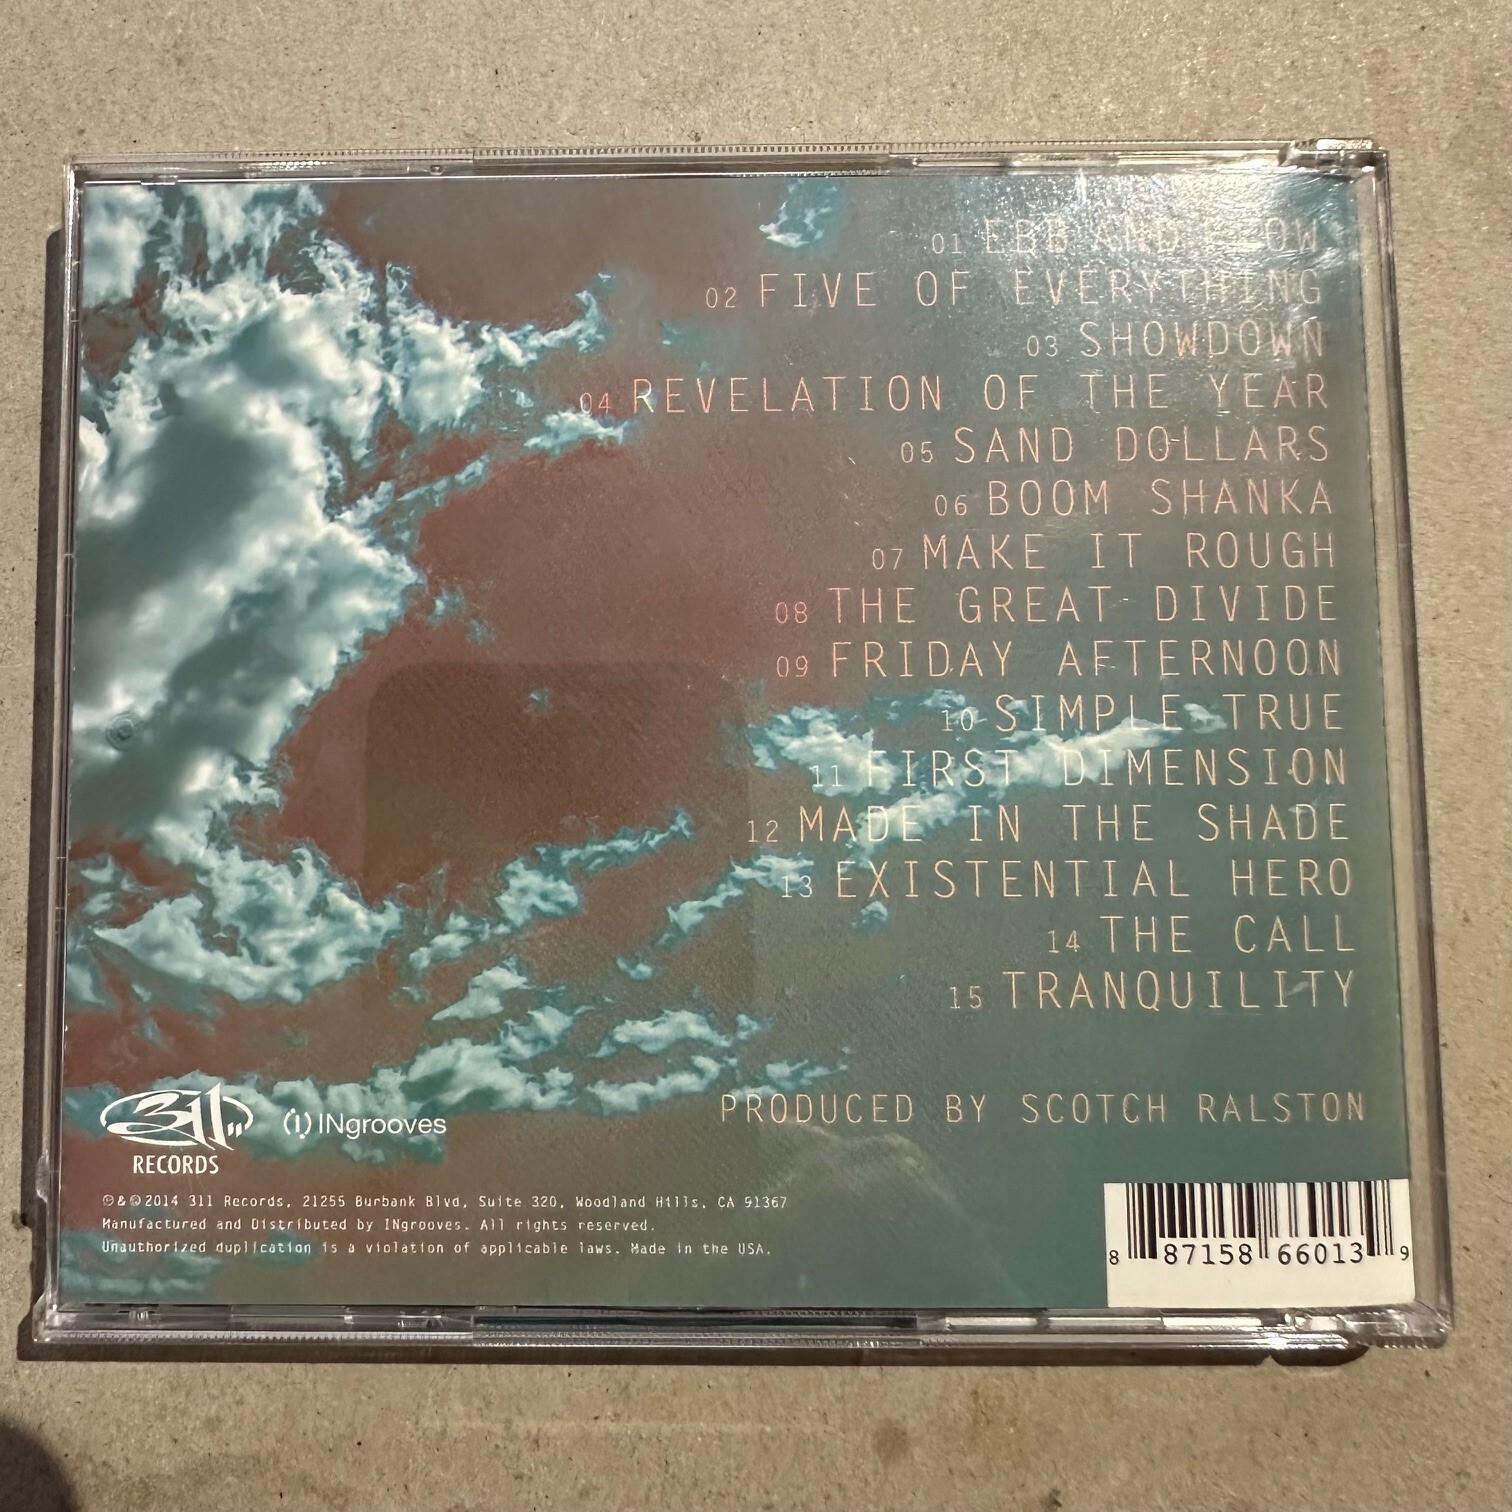 01 EBB AND FLOW
02 FIVE OF EVERYTHING
03 SHOWDOWN
04 REVELATION OF THE YEAR
05 SAND DOLLARS
06 BOOM SHANKA
07 MAKE IT ROUGH
08 THE GREAT DIVIDE
09 FRIDAY AFTERNOON
10 SIMPLE TRUE
11 FIRST DIMENSION
12 MADE IN THE SHADE
13 EXISTENTIAL HERO
14 THE CALL
15 TRANQUILITY
PRODUCED BY SCOTCH RALSTON
311
RECORDS
(i) INgrooves
℗&©2014 311 Records, 21255 Burbank Blvd, Suite 320, Woodland Hills, CA 91367
Manufactured and Distributed by INgrooves. All rights reserved.
Unauthorized duplication is a violation of applicable laws. Made in the USA.
8 87158 66013 9